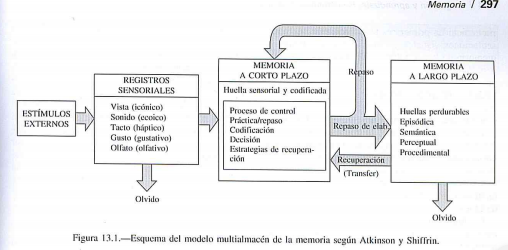 Memoria / 297
ESTÍMULOS
EXTERNOS
REGISTROS
SENSORIALES
Vista (icónico)
Sonido (ecoico)
Tacto (háptico)
Gusto (gustativo)
Olfato (olfativo)
Olvido
MEMORIA
A CORTO PLAZO
Huella sensorial y codificada
Proceso de control
Práctica/repaso
Codificación
Decisión
Estrategias de recupera-
ción
Repaso
Repaso de elab.
Recuperación
(Transfer)
MEMORIA
A LARGO PLAZO
Huellas perdurables
Episódica
Semántica
Perceptual
Procedimental
Olvido
Figura 13.1.—Esquema del modelo multialmacén de la memoria según Atkinson y Shiffrin.